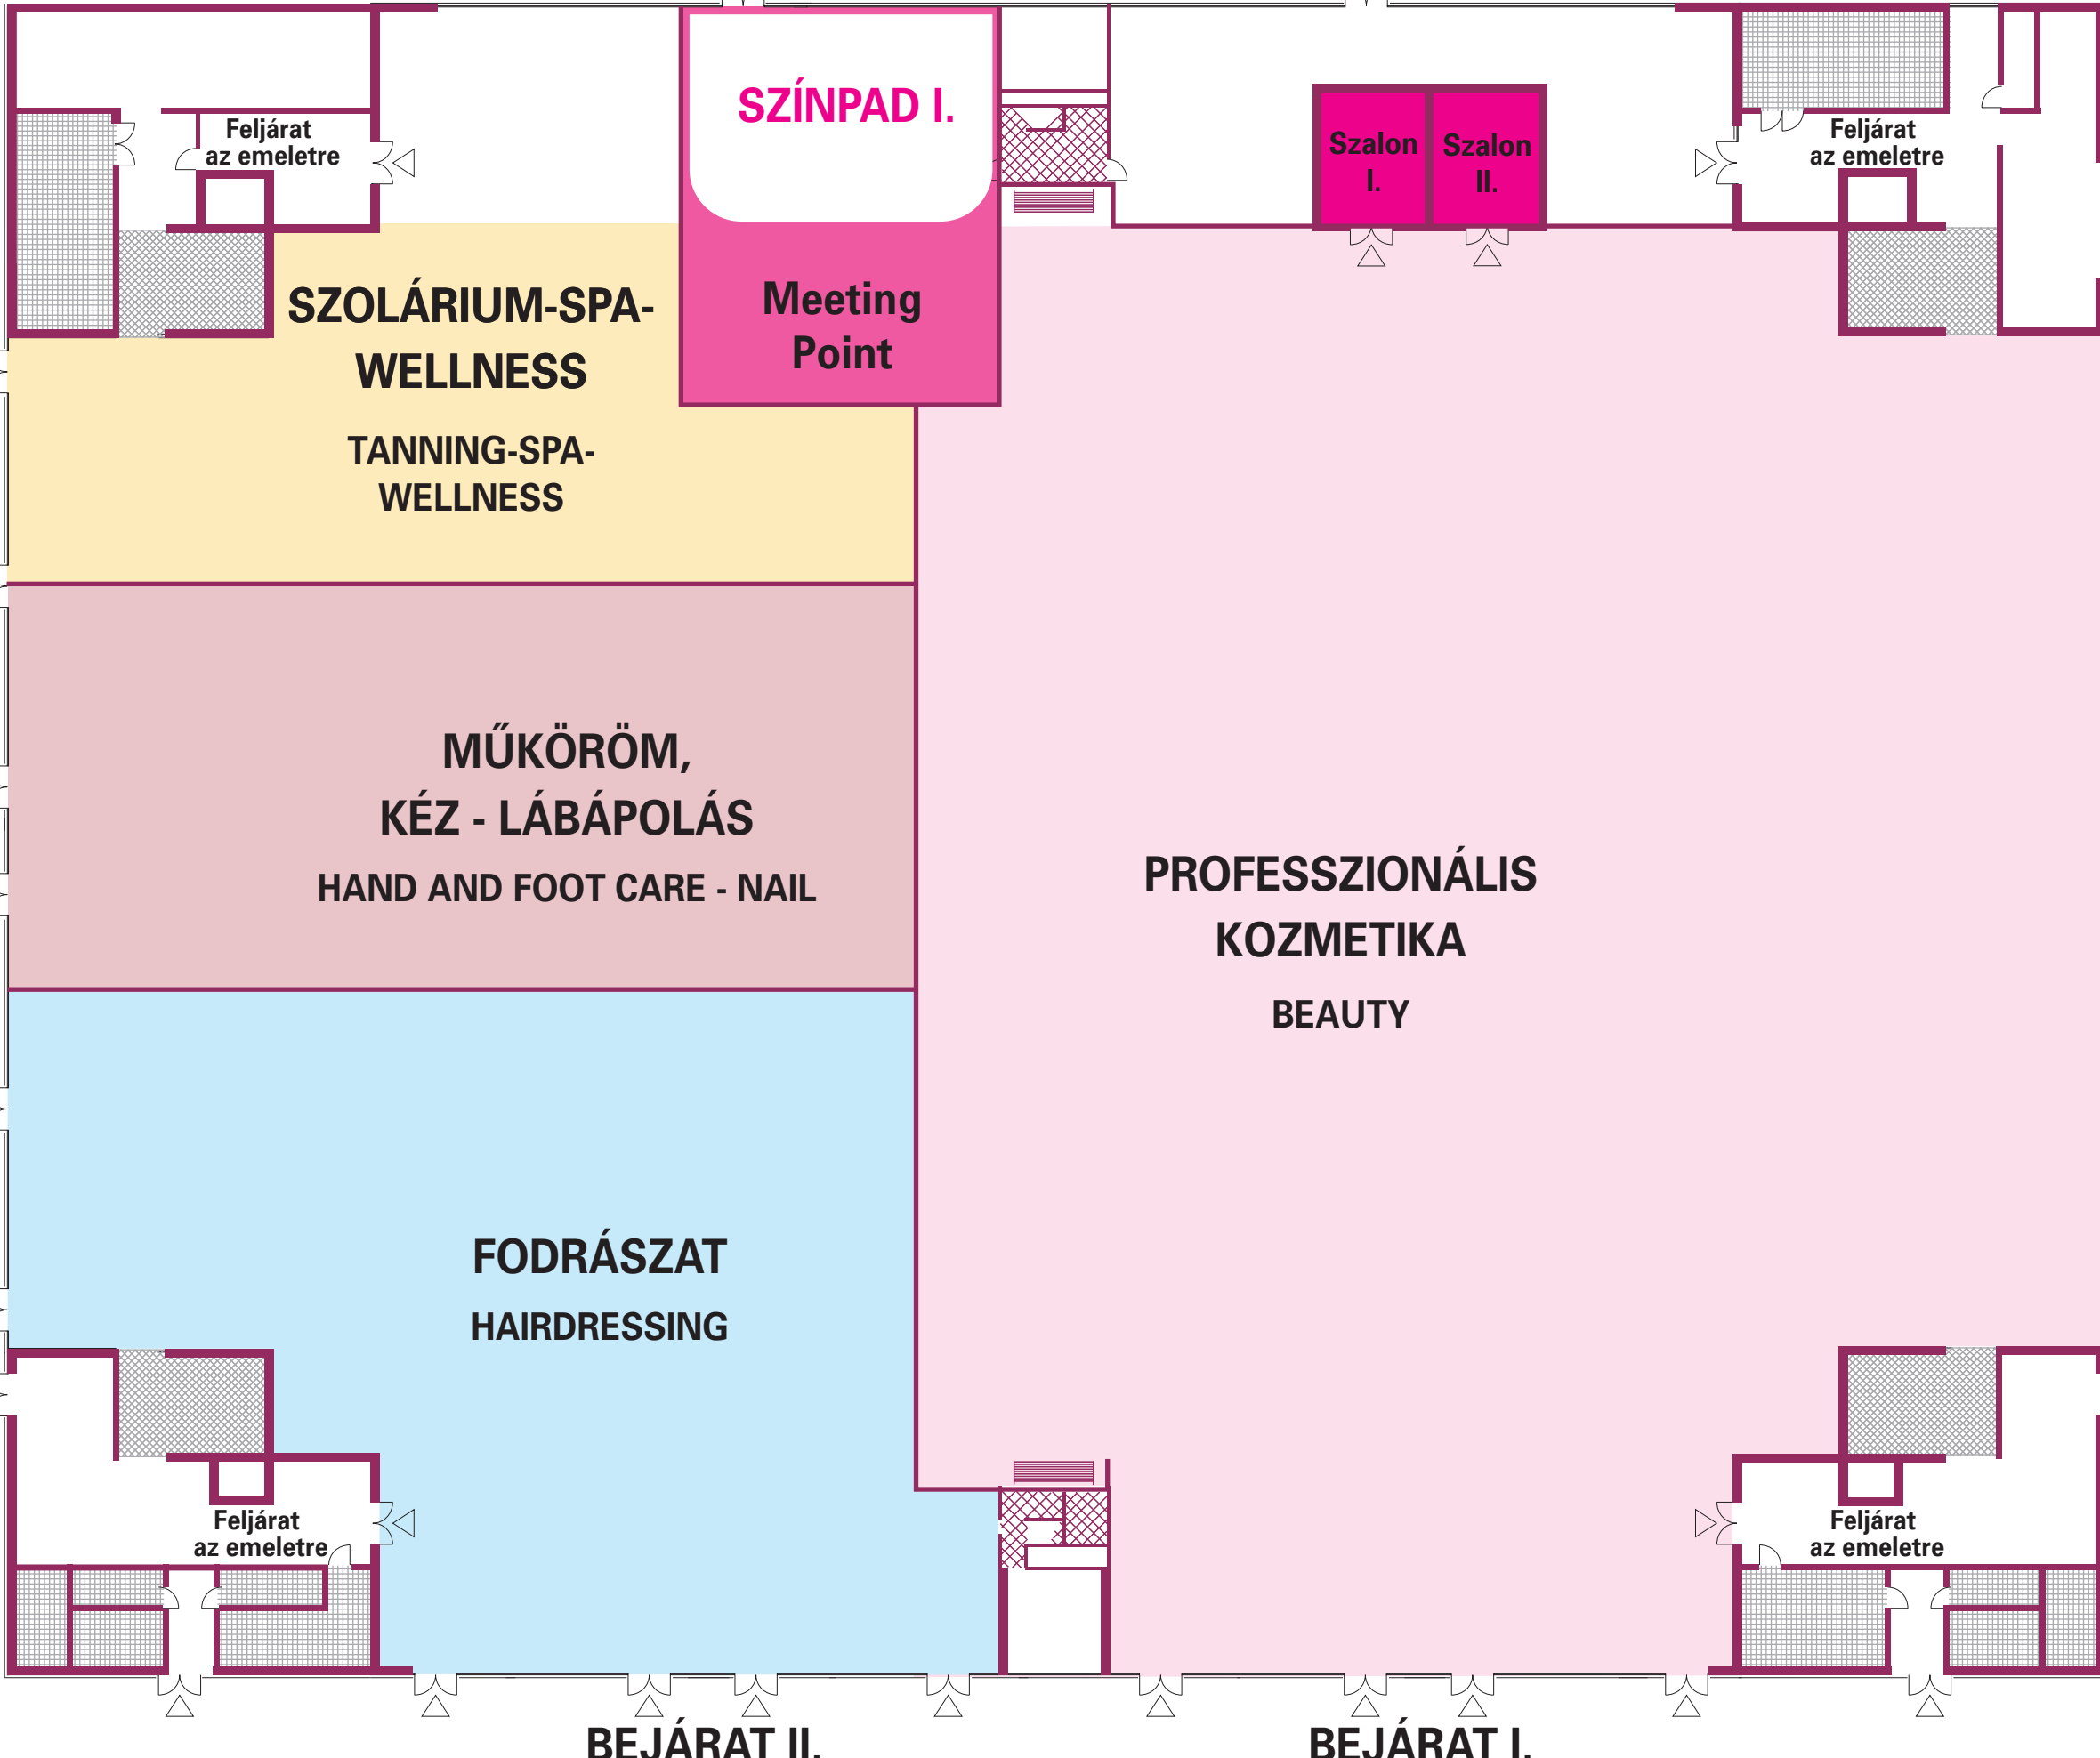 SZÍNPAD I.
Feljárat
az emeletre
Szalon
I.
Szalon
II.
Feljárat
az emeletre
SZOLÁRIUM-SPA-
WELLNESS
TANNING-SPA-
WELLNESS
Meeting
Point
MŰKÖRÖM,
KÉZ - LÁBÁPOLÁS
HAND AND FOOT CARE - NAIL
PROFESSZIONÁLIS
KOZMETIKA
BEAUTY
FODRÁSZAT
HAIRDRESSING
Feljárat
az emeletre
Feljárat
az emeletre
BEJÁRAT II.
BEJÁRAT I.